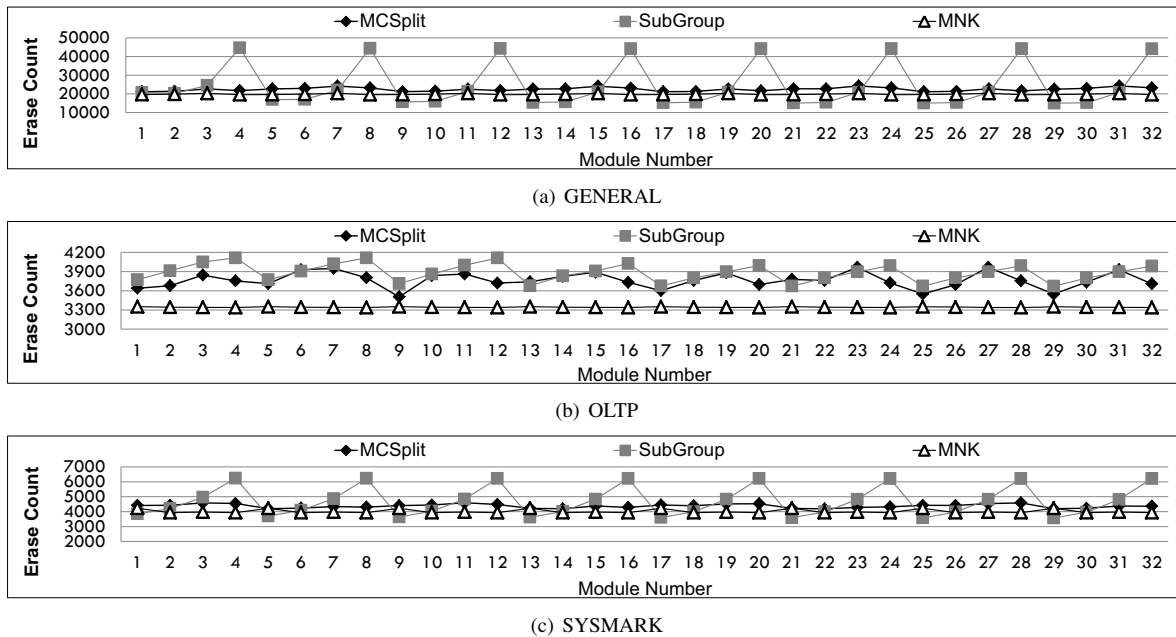 MCSplit SubGroup MNK
50000
40000
30000
20000
10000
Erase Count
1 2 3 4 5 6 7 8 9 10 11 12 13 14 15 16 17 18 19 20 21 22 23 24 25 26 27 28 29 30 31 32
Module Number
(a) GENERAL
MCSplit SubGroup MNK
4200
3900
3600
3300
3000
Erase Count
1 2 3 4 5 6 7 8 9 10 11 12 13 14 15 16 17 18 19 20 21 22 23 24 25 26 27 28 29 30 31 32
Module Number
(b) OLTP
MCSplit SubGroup MNK
7000
6000
5000
4000
3000
2000
Erase Count
1 2 3 4 5 6 7 8 9 10 11 12 13 14 15 16 17 18 19 20 21 22 23 24 25 26 27 28 29 30 31 32
Module Number
(c) SYSMARK